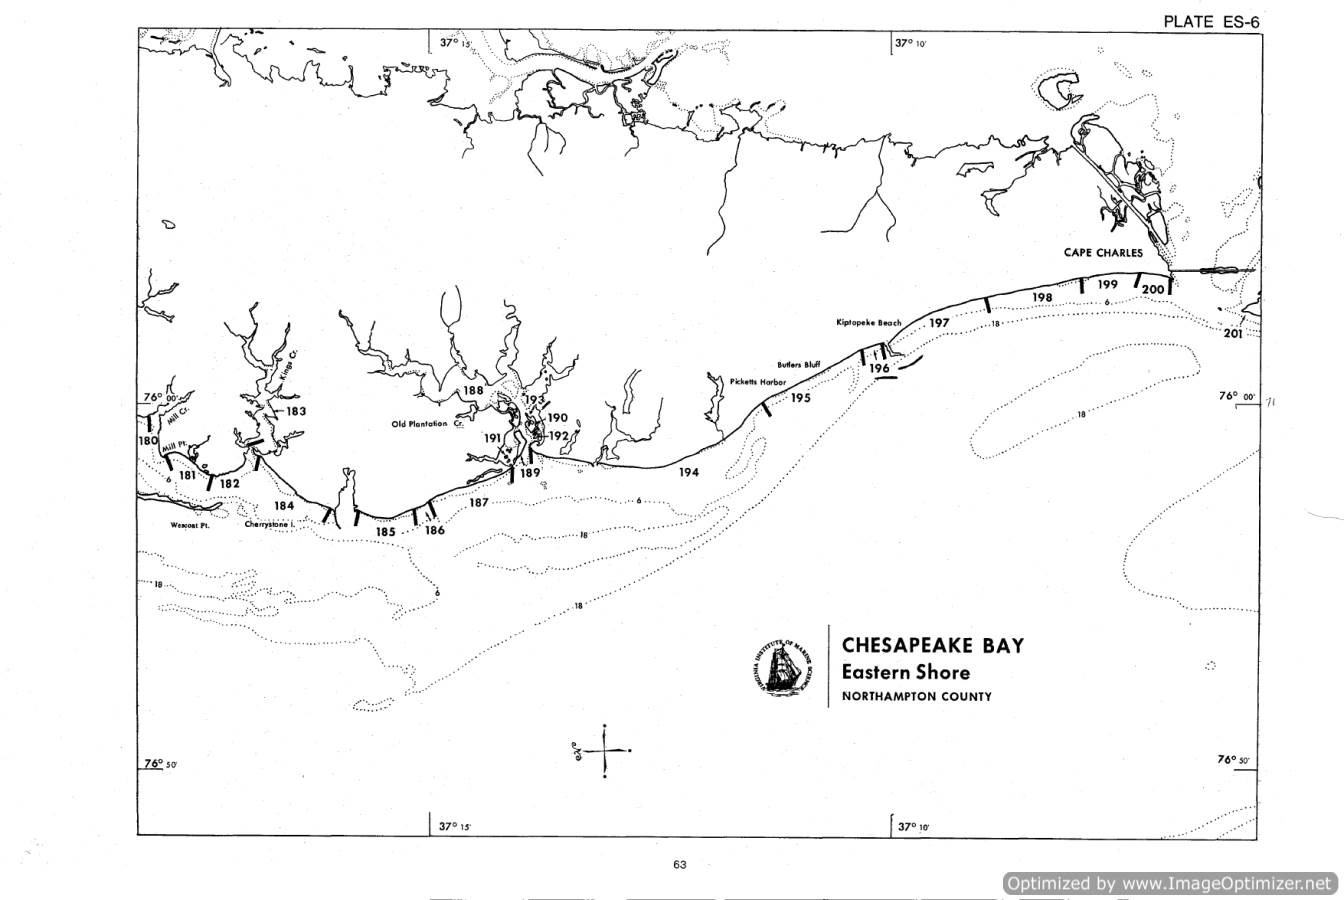 PLATE ES-6
37° 15'
37° 10'
CAPE CHARLES
200
199
198
197
201
Kiptopeke Beach
196
Butlers Bluff
Picketts Harbor
195
194
193
190
192
191
189
188
Old Plantation Cr.
187
186
185
184
Kings Cr.
183
182
181
180
Mill Cr.
Mill Pt.
Wescoat Pt.
Cherrystone I.
76° 00'
76° 00'
6
6
6
6
18
18
18
18
18
VIRGINIA INSTITUTE OF MARINE SCIENCE
CHESAPEAKE BAY
Eastern Shore
NORTHAMPTON COUNTY
N
76° 50'
76° 50'
37° 15'
37° 10'
63
Optimized by www.ImageOptimizer.net